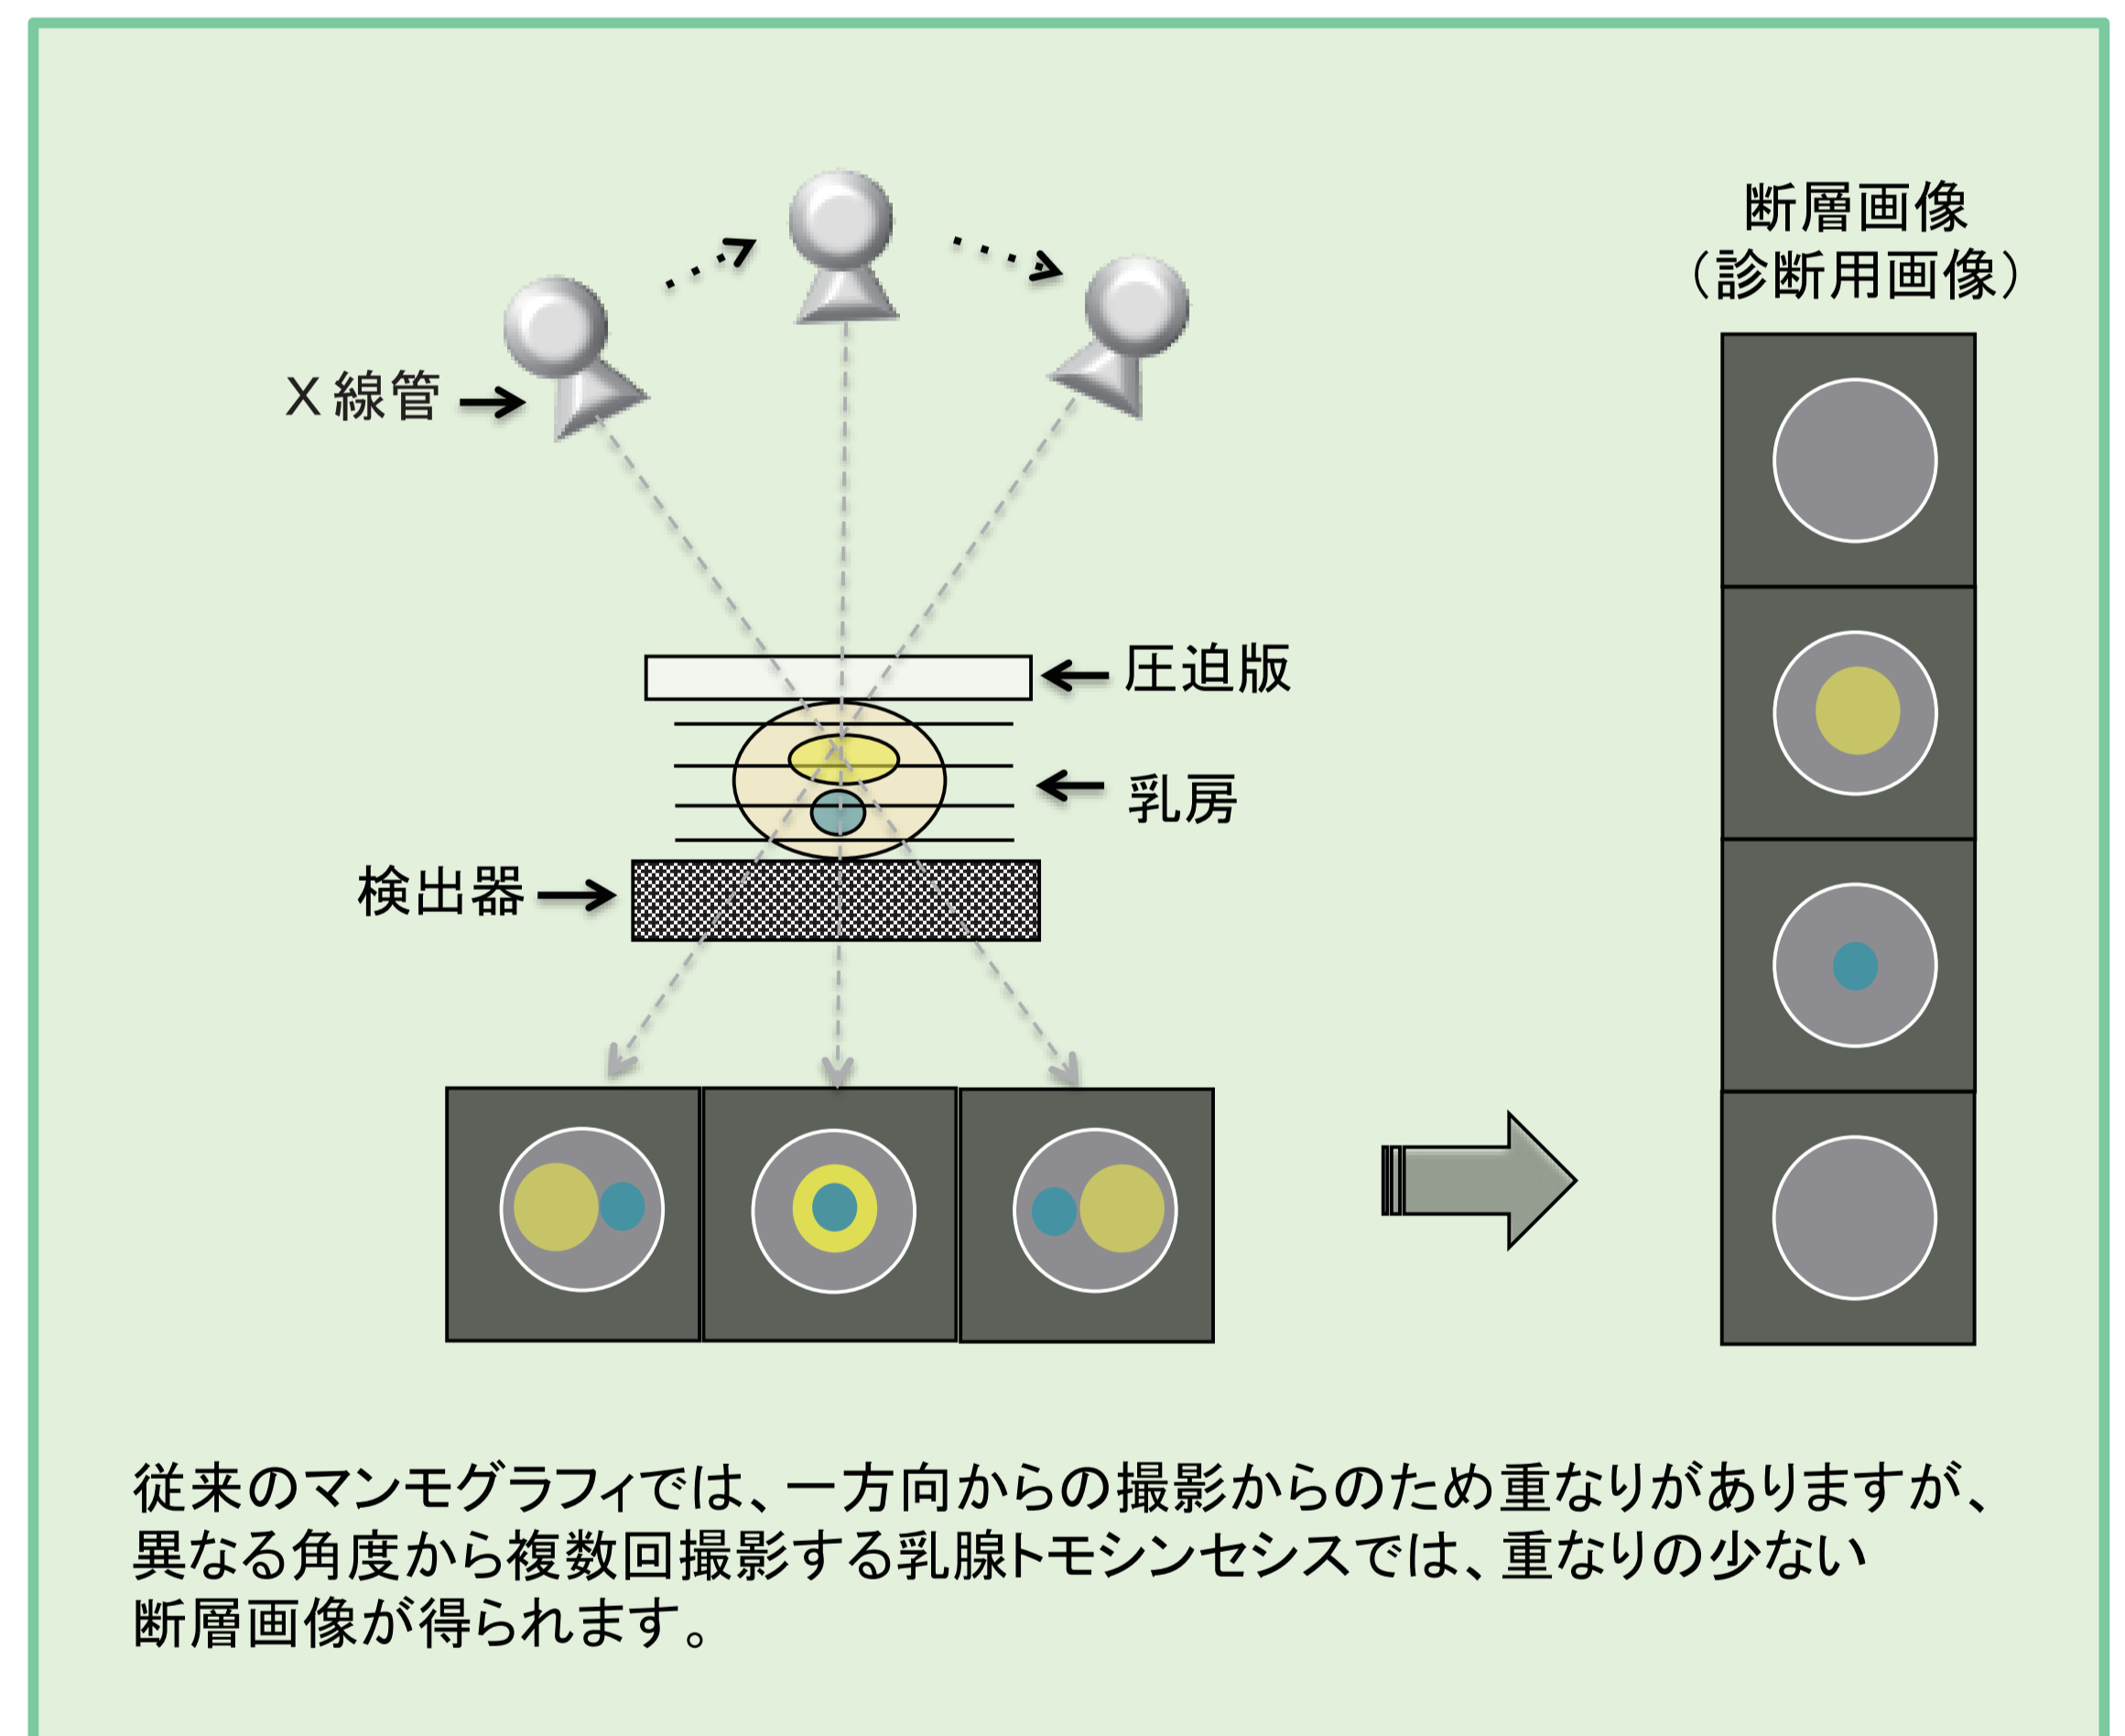 断層画像
（診断用画像）
X線管
圧迫版
乳房
検出器
従来のマンモグラフィでは、一方向からの撮影からのため重なりがありますが、
異なる角度から複数回撮影する乳腺トモシンセシスでは、重なりの少ない
断層画像が得られます。